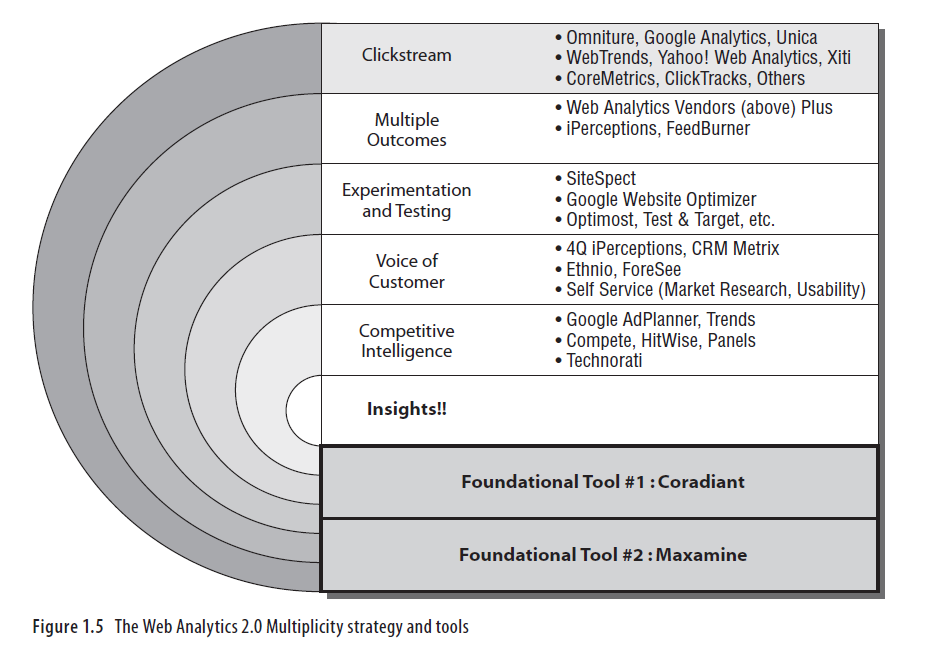 Clickstream
• Omniture, Google Analytics, Unica
• WebTrends, Yahoo! Web Analytics, Xiti
• CoreMetrics, ClickTracks, Others
Multiple
Outcomes
• Web Analytics Vendors (above) Plus
• iPerceptions, FeedBurner
Experimentation
and Testing
• SiteSpect
• Google Website Optimizer
• Optimost, Test & Target, etc.
Voice of
Customer
• 4Q iPerceptions, CRM Metrix
• Ethnio, ForeSee
• Self Service (Market Research, Usability)
Competitive
Intelligence
• Google AdPlanner, Trends
• Compete, HitWise, Panels
• Technorati
Insights!!
Foundational Tool #1 : Coradiant
Foundational Tool #2 : Maxamine
Figure 1.5 The Web Analytics 2.0 Multiplicity strategy and tools